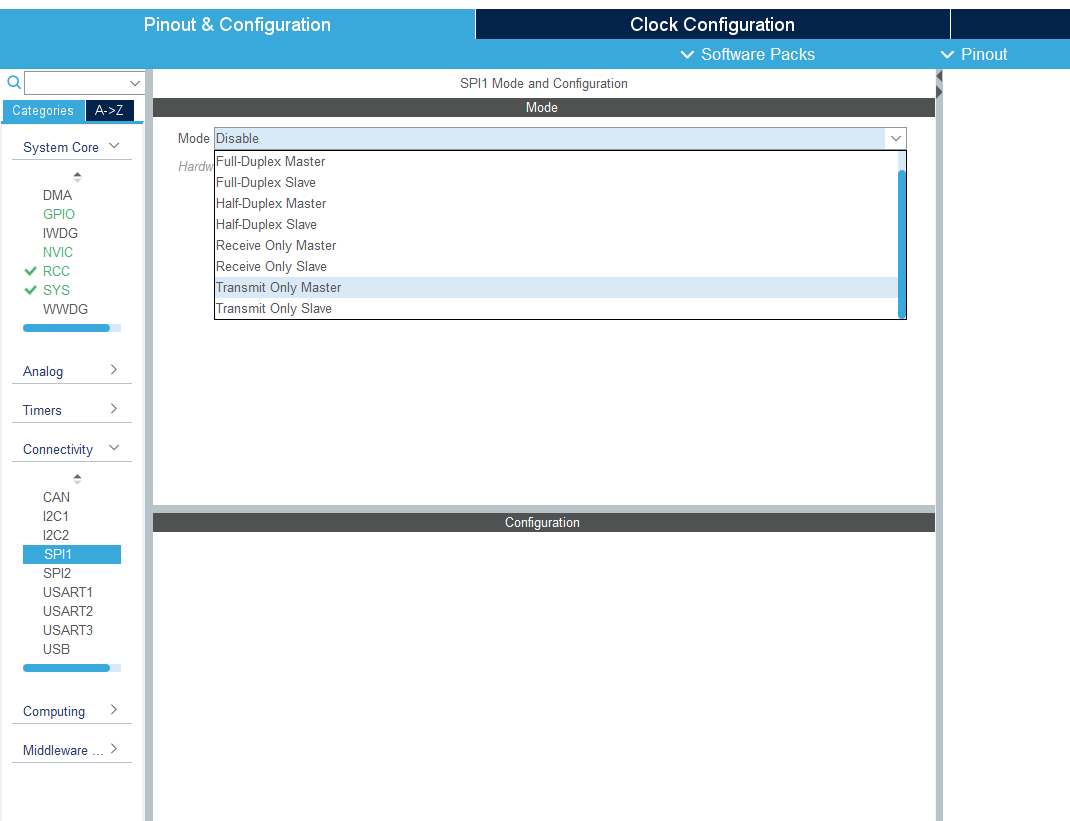 Pinout & Configuration
Clock Configuration
Software Packs
Pinout
Categories
A->Z
System Core
DMA
GPIO
IWDG
NVIC
RCC
SYS
WWDG
Analog
Timers
Connectivity
CAN
I2C1
I2C2
SPI1
SPI2
USART1
USART2
USART3
USB
Computing
Middleware ...
SPI1 Mode and Configuration
Mode
Mode Disable
Hardw
Full-Duplex Master
Full-Duplex Slave
Half-Duplex Master
Half-Duplex Slave
Receive Only Master
Receive Only Slave
Transmit Only Master
Transmit Only Slave
Configuration